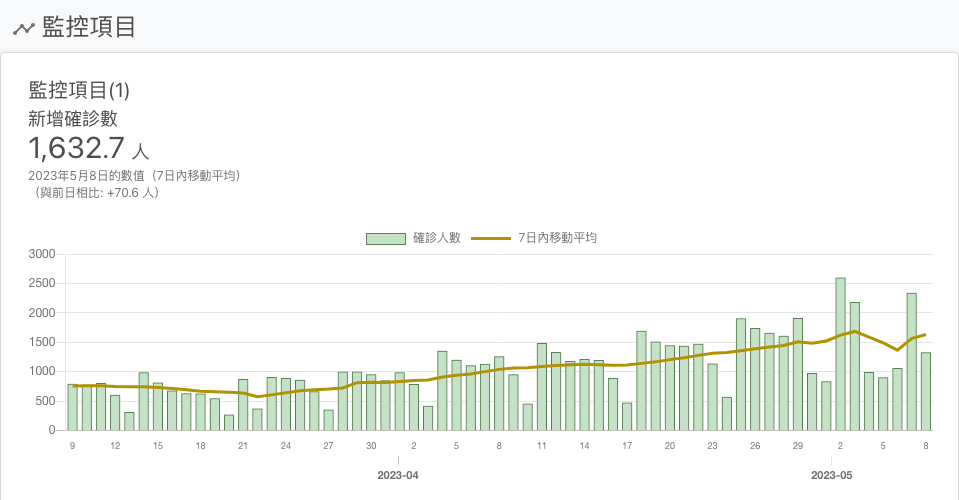 監控項目
監控項目(1)
新增確診數
1,632.7 人
2023年5月8日的數值（7日內移動平均）
（與前日相比: +70.6 人）
確診人數 7日內移動平均
3000
2500
2000
1500
1000
500
0
9 12 15 18 21 24 27 30 2 5 8 11 14 17 20 23 26 29 2 5 8
2023-04 2023-05